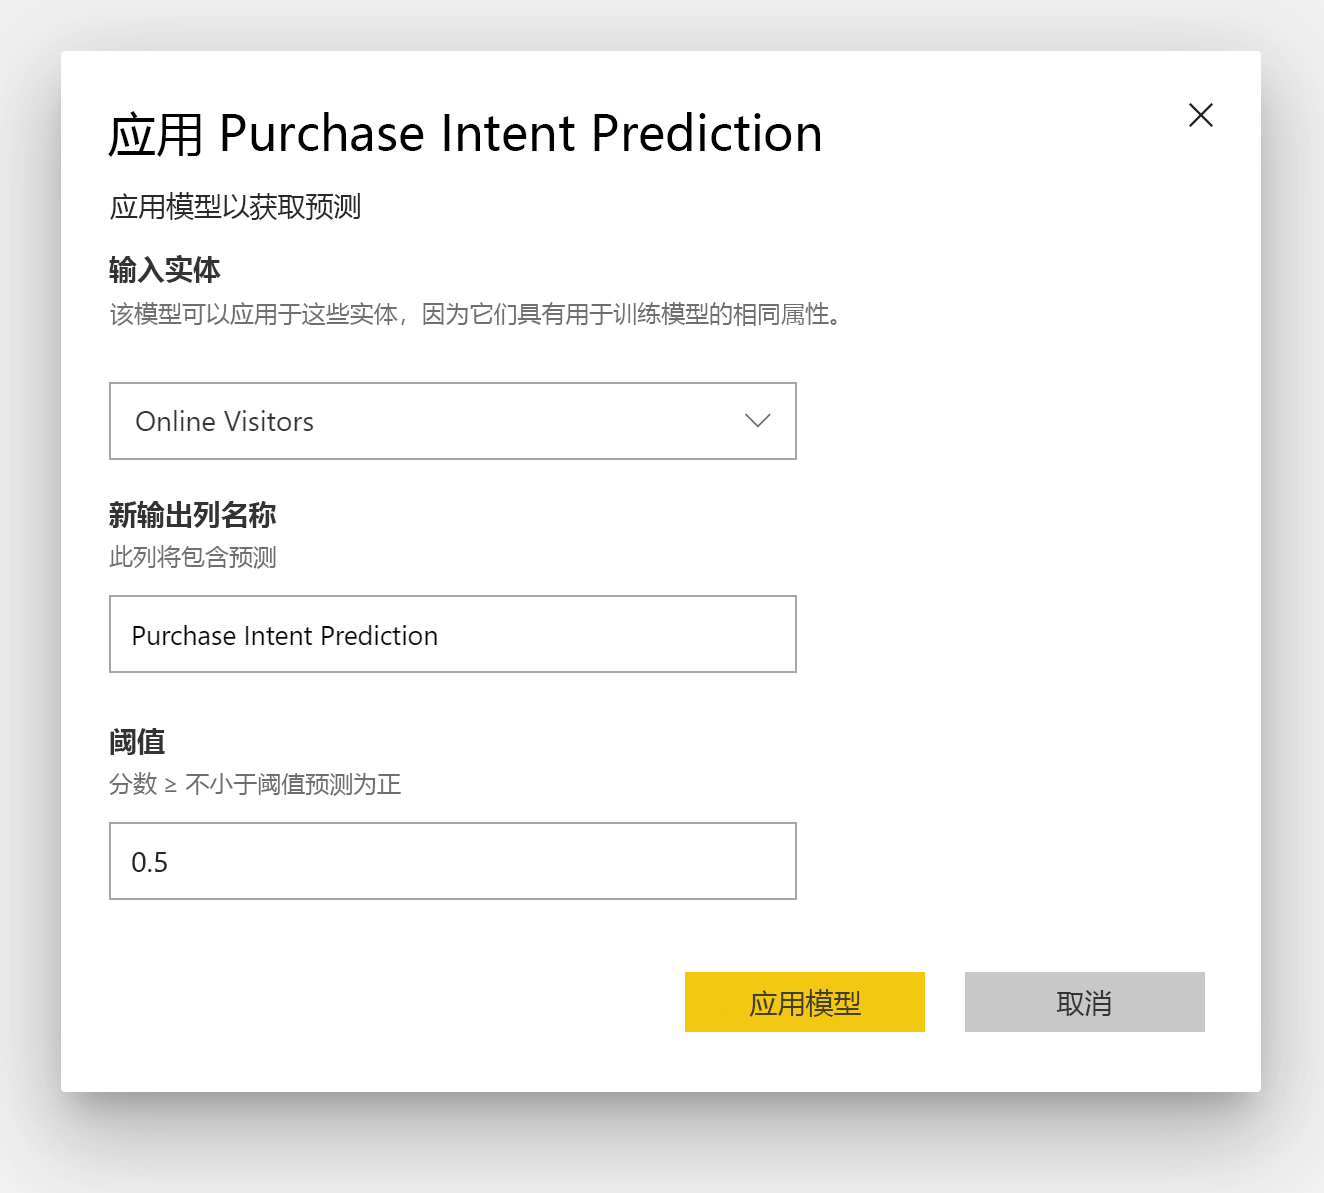 应用 Purchase Intent Prediction
应用模型以获取预测
输入实体
该模型可以应用于这些实体，因为它们具有用于训练模型的相同属性。
Online Visitors
新输出列名称
此列将包含预测
Purchase Intent Prediction
阈值
分数 ≥ 不小于阈值预测为正
0.5
应用模型
取消